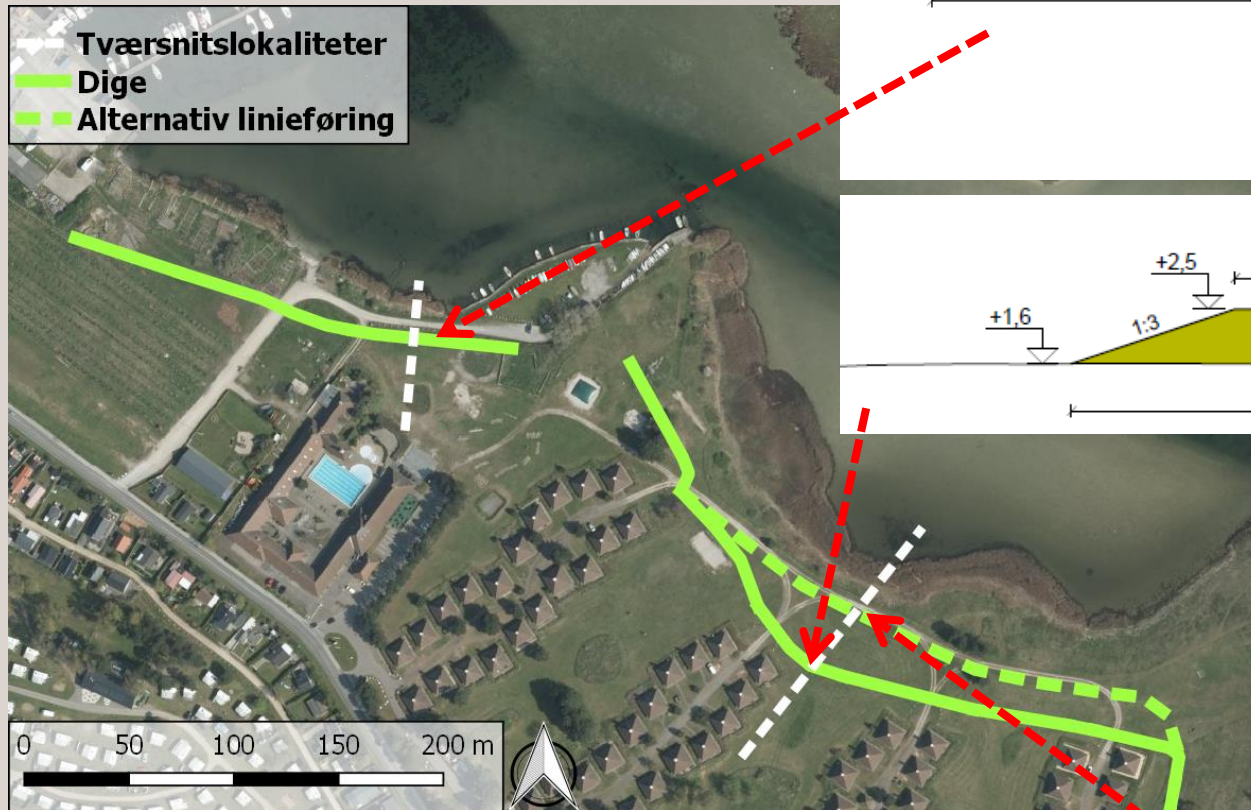 Tværsnitslokaliteter
Dige
Alternativ linieføring
+2,5
+1,6
1:3
0 50 100 150 200 m